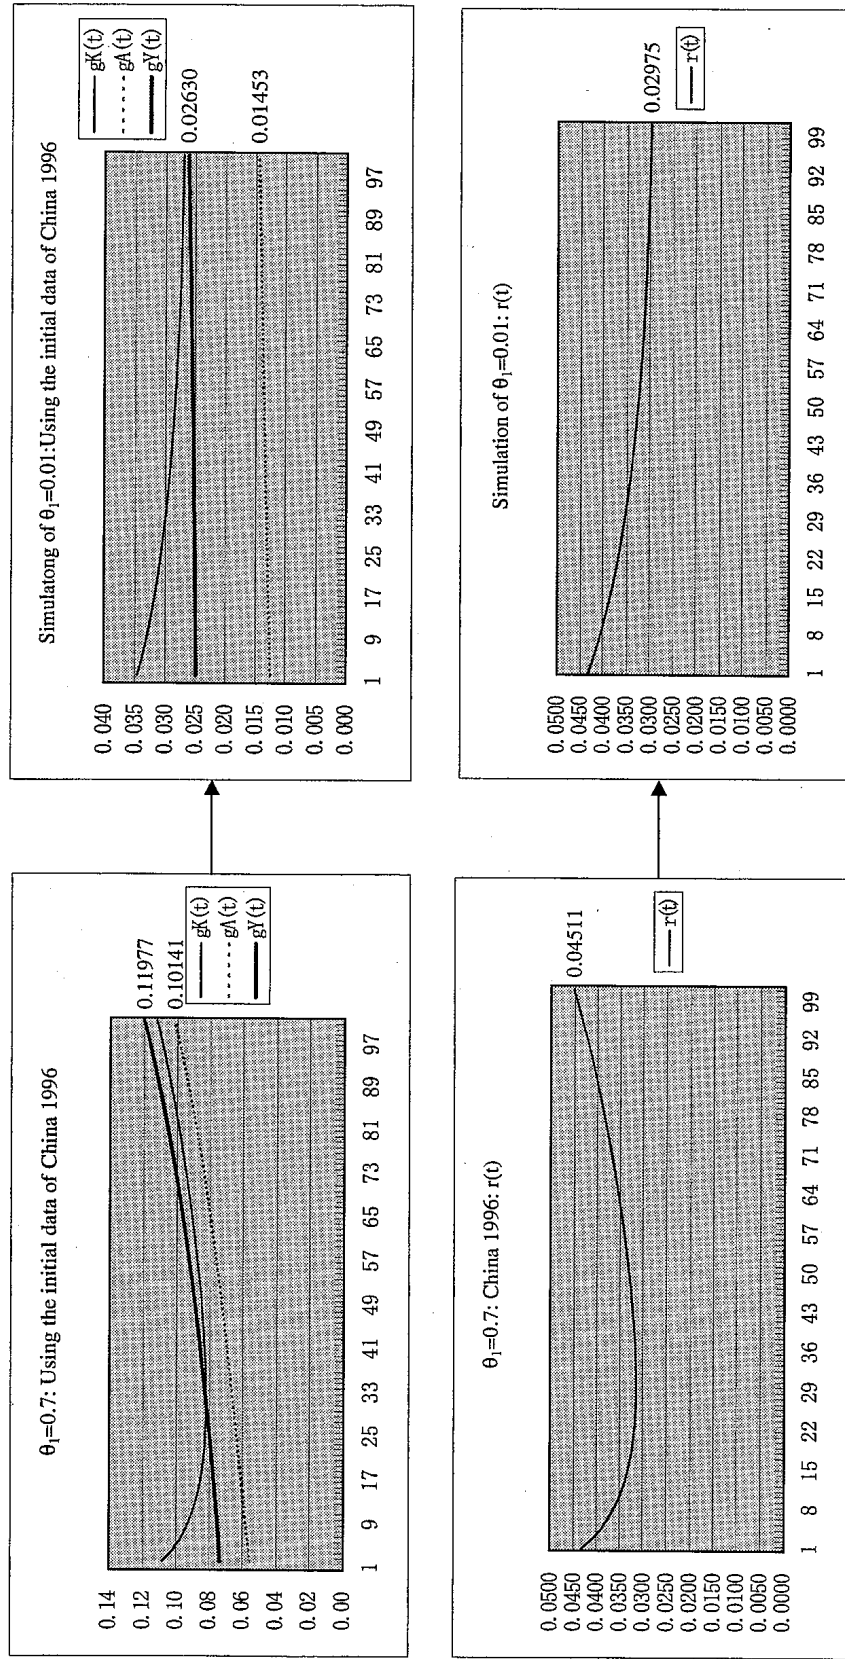 θ1=0.7: Using the initial data of China 1996
0.14
0.12
0.10
0.08
0.06
0.04
0.02
0.00
1 9 17 25 33 41 49 57 65 73 81 89 97
0.11977
0.10141
gK(t)
gA(t)
gY(t)
Simulatong of θ1=0.01:Using the initial data of China 1996
0.040
0.035
0.030
0.025
0.020
0.015
0.010
0.005
0.000
1 9 17 25 33 41 49 57 65 73 81 89 97
gK(t)
gA(t)
gY(t)
0.02630
0.01453
θ1=0.7: China 1996: r(t)
0.0500
0.0450
0.0400
0.0350
0.0300
0.0250
0.0200
0.0150
0.0100
0.0050
0.0000
1 8 15 22 29 36 43 50 57 64 71 78 85 92 99
0.04511
r(t)
Simulation of θ1=0.01: r(t)
0.0500
0.0450
0.0400
0.0350
0.0300
0.0250
0.0200
0.0150
0.0100
0.0050
0.0000
1 8 15 22 29 36 43 50 57 64 71 78 85 92 99
0.02975
r(t)